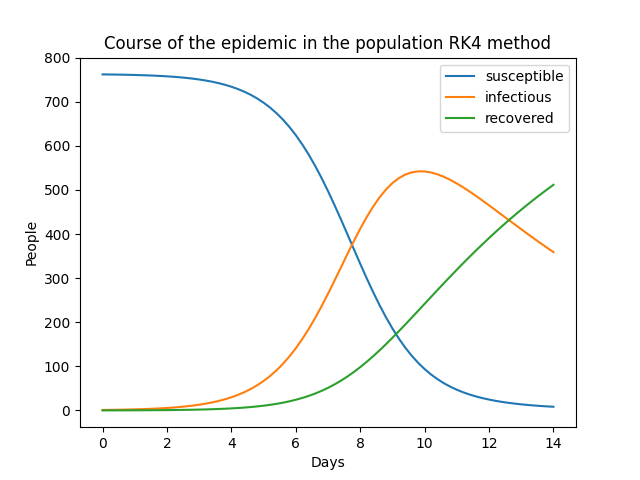 Course of the epidemic in the population RK4 method
susceptible
infectious
recovered
800
700
600
500
400
300
200
100
0
People
0 2 4 6 8 10 12 14
Days